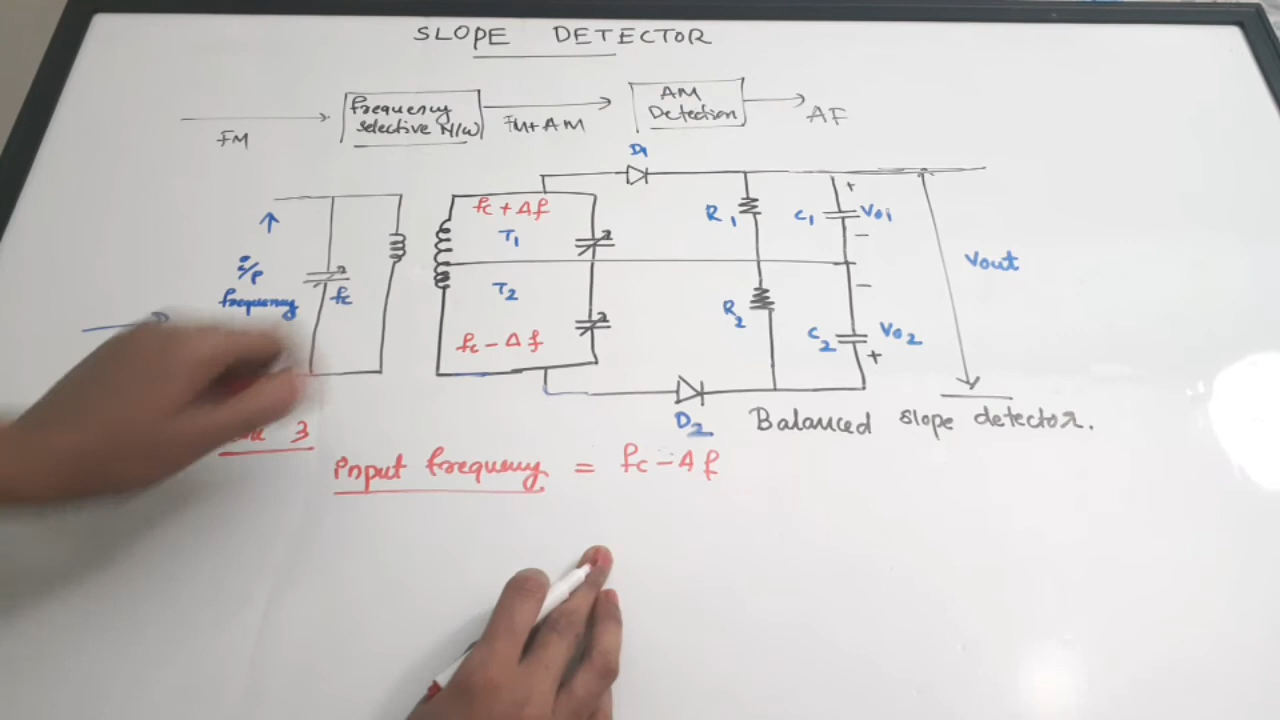 SLOPE DETECTOR
FM
frequency
selective N/W
FM+AM
AM
Detection
AF
D1
fc + Δf
T1
R1
C1
+
Vo1
−
i/p
frequency
fc
T2
fc − Δf
R2
−
C2
Vo2
+
Vout
D2
Balanced slope detector.
3
Input frequency = fc − Δf